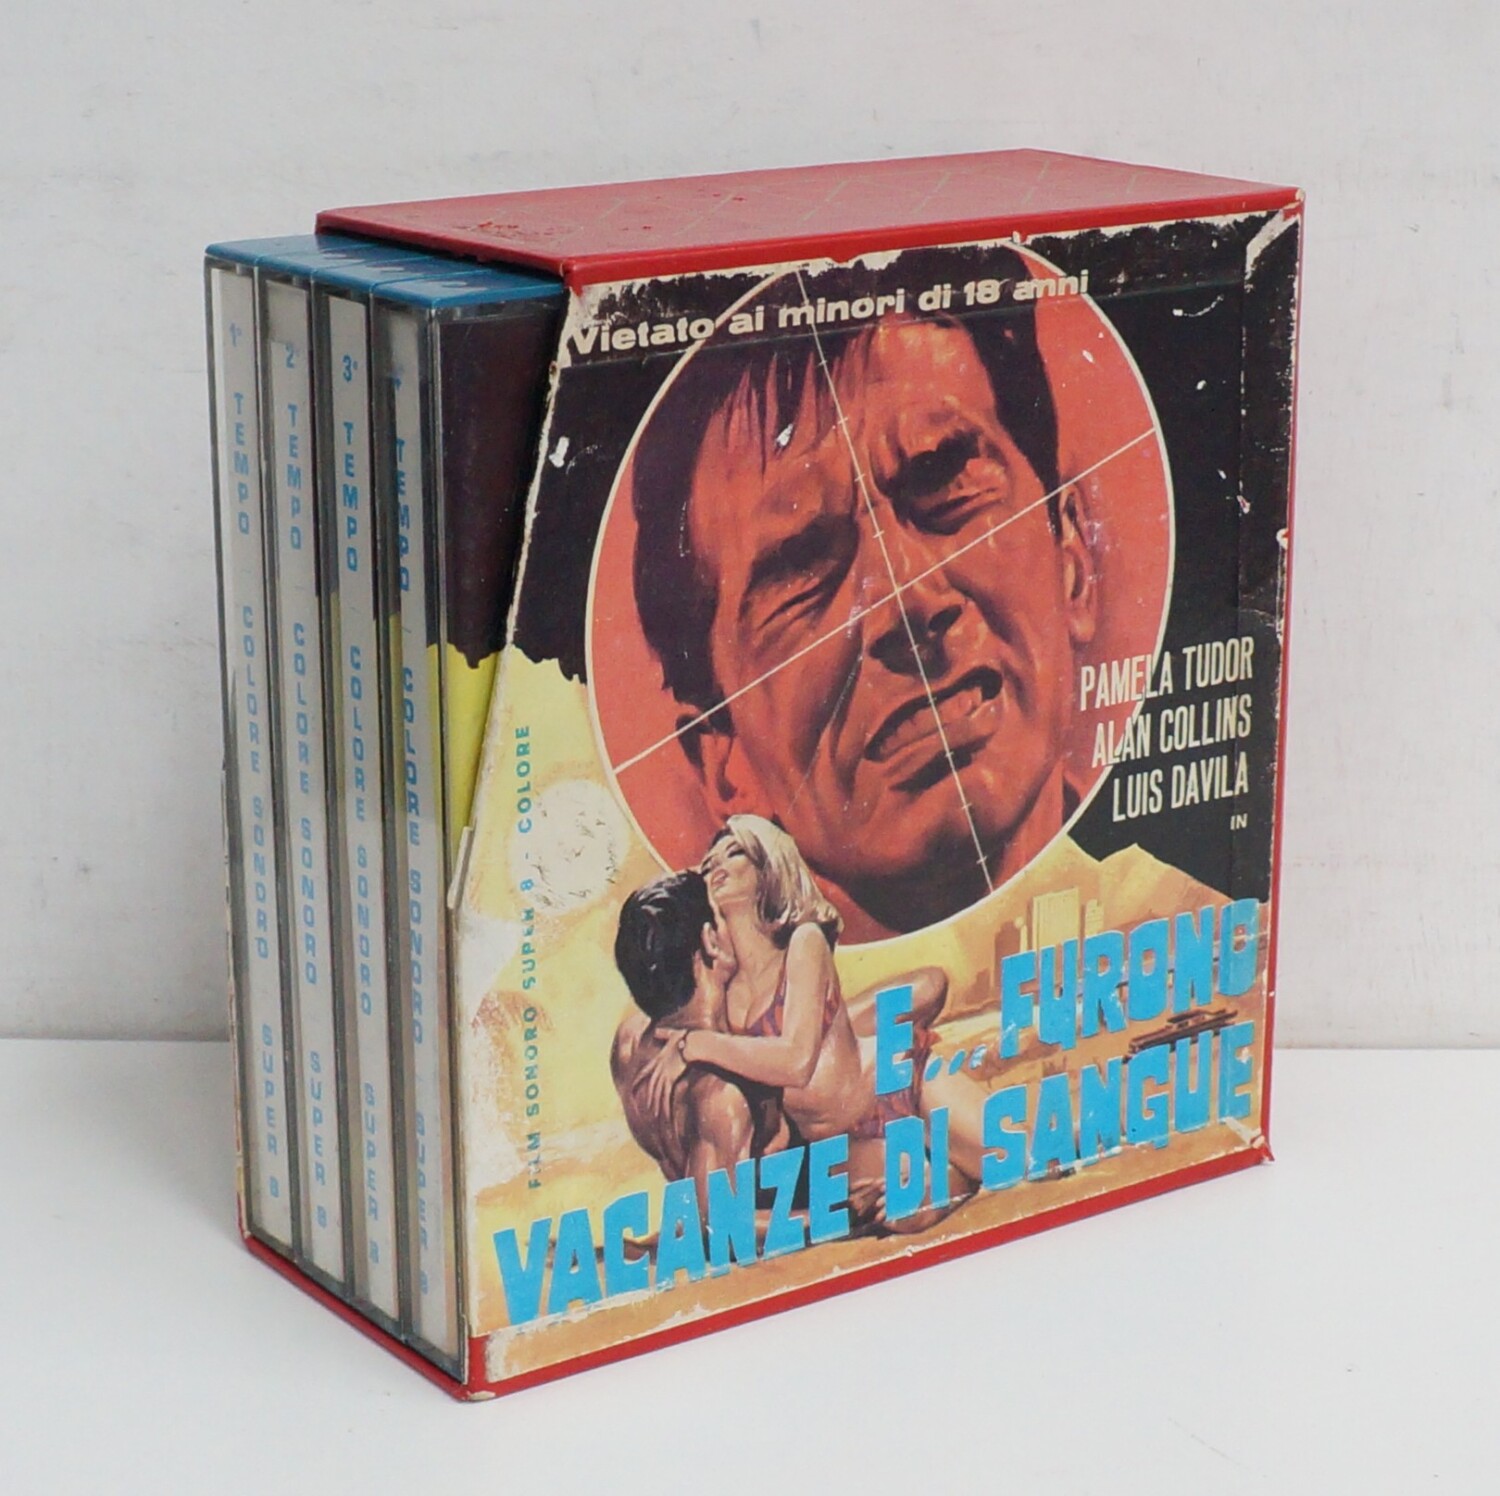 1° TEMPO COLORE SONORO SUPER 8
2° TEMPO COLORE SONORO SUPER 8
3° TEMPO COLORE SONORO SUPER 8
TEMPO COLORE SONORO SUPER 8
Vietato ai minori di 18 anni
PAMELA TUDOR
ALAN COLLINS
LUIS DAVILA
IN
FILM SONORO SUPER 8 - COLORE
E...FURONO
VACANZE DI SANGUE